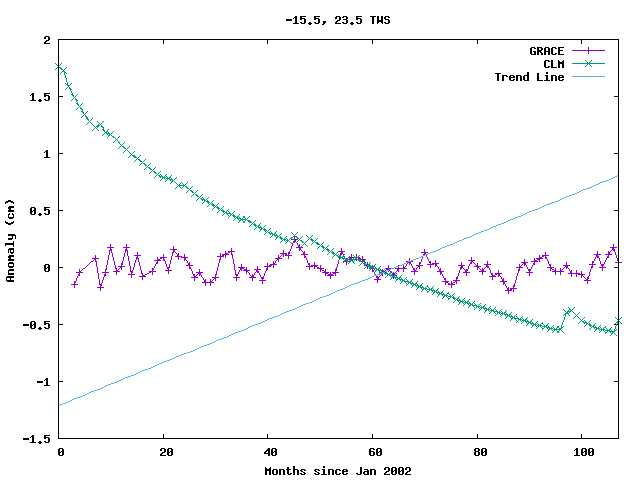 -15.5, 23.5 TWS
GRACE
CLM
Trend Line
2
1.5
1
0.5
0
-0.5
-1
-1.5
Anomaly (cm)
0 20 40 60 80 100
Months since Jan 2002